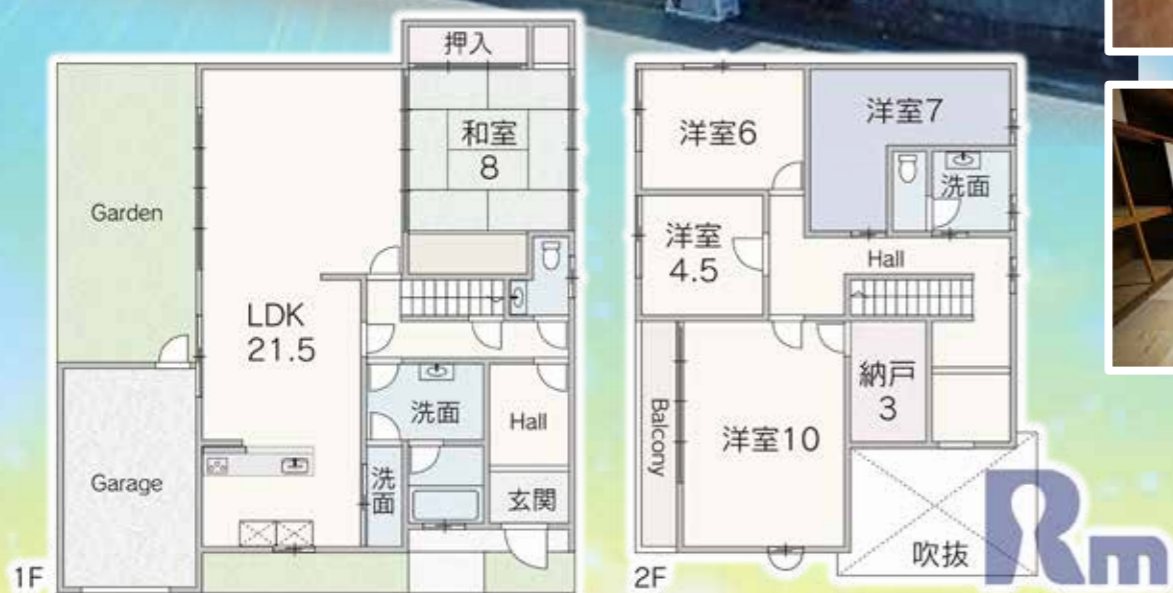 押入
和室
8
Garden
LDK
21.5
洗面
Hall
洗面
Garage
玄関
1F
洋室6
洋室7
洗面
洋室
4.5
Hall
Balcony
納戸
3
洋室10
吹抜
2F
Rm